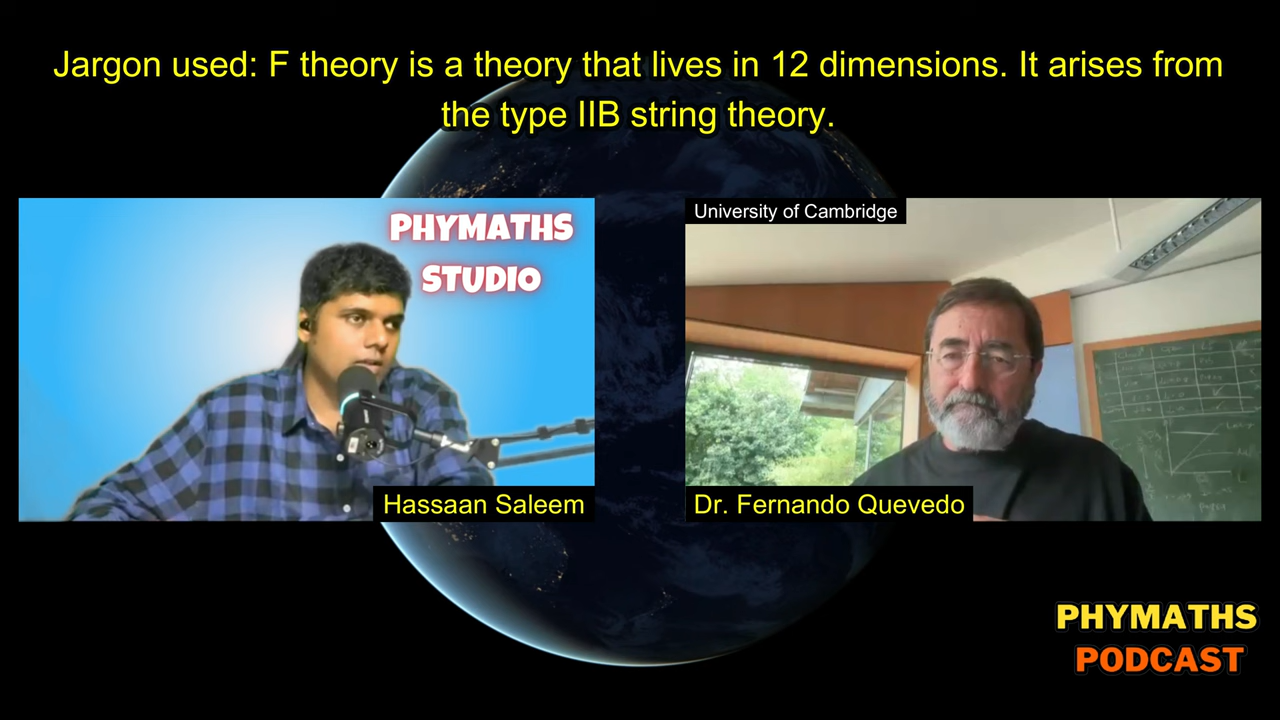 Jargon used: F theory is a theory that lives in 12 dimensions. It arises from
the type IIB string theory.
PHYMATHS
STUDIO
University of Cambridge
Hassaan Saleem
Dr. Fernando Quevedo
PHYMATHS
PODCAST